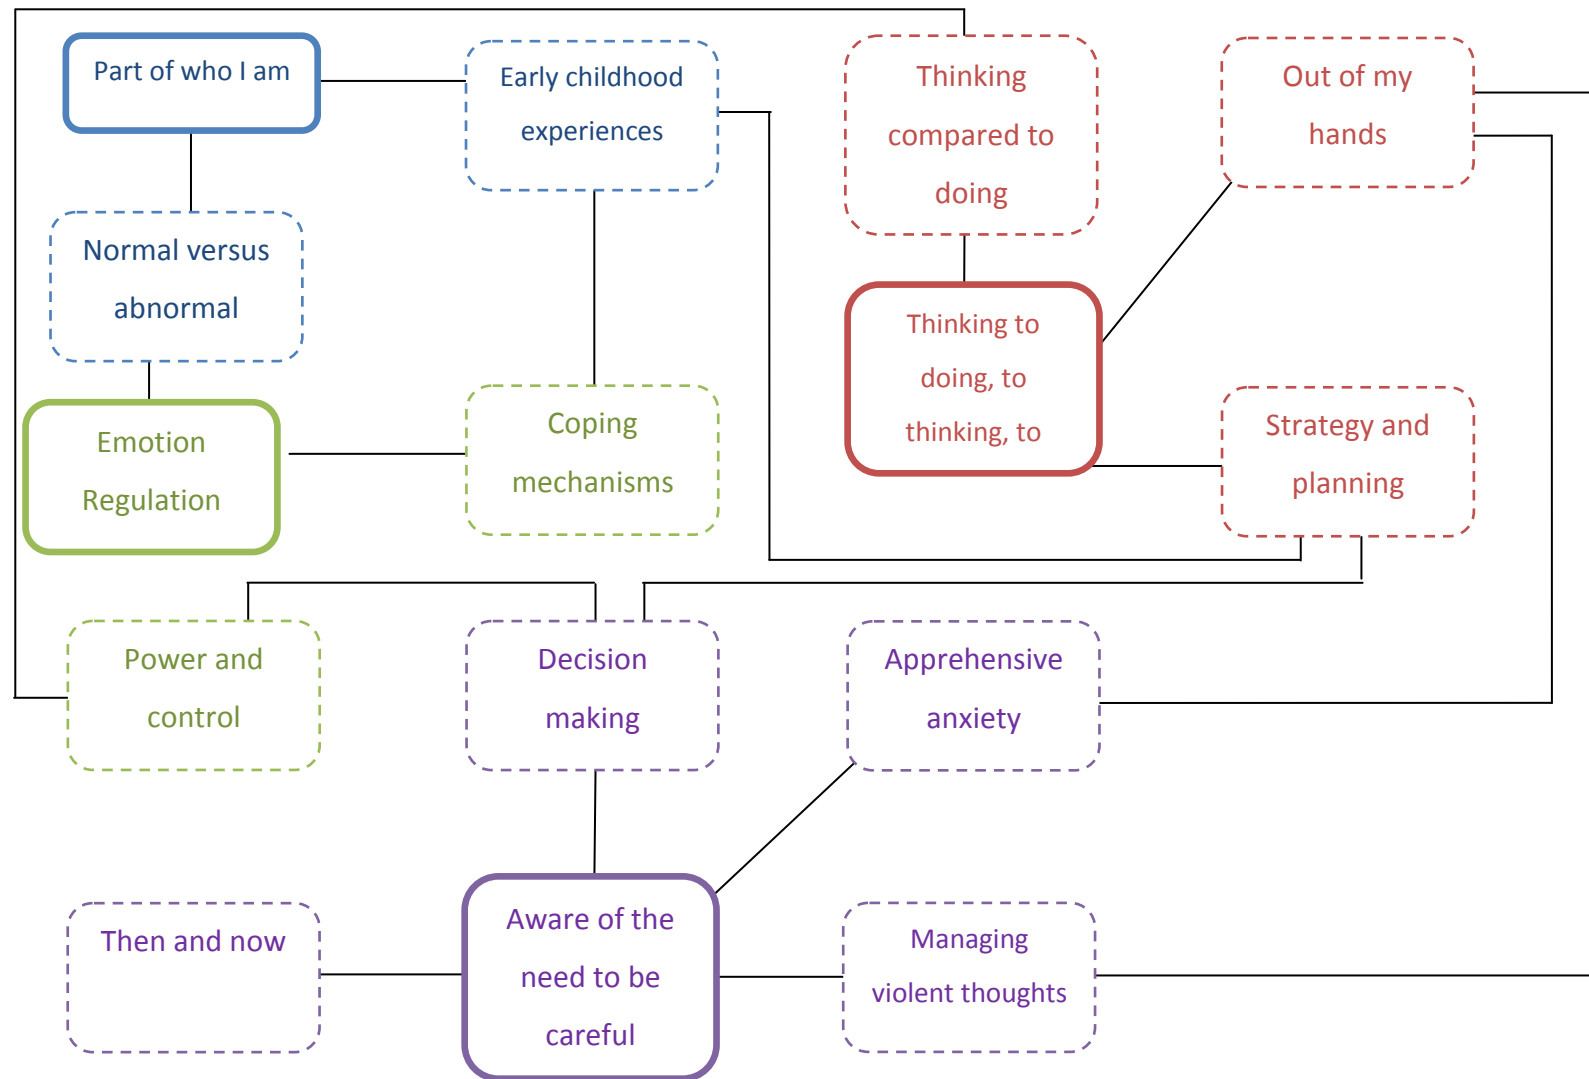 Part of who I am
Early childhood
experiences
Thinking
compared to
doing
Out of my
hands
Normal versus
abnormal
Thinking to
doing, to
thinking, to
Emotion
Regulation
Coping
mechanisms
Strategy and
planning
Power and
control
Decision
making
Apprehensive
anxiety
Then and now
Aware of the
need to be
careful
Managing
violent thoughts